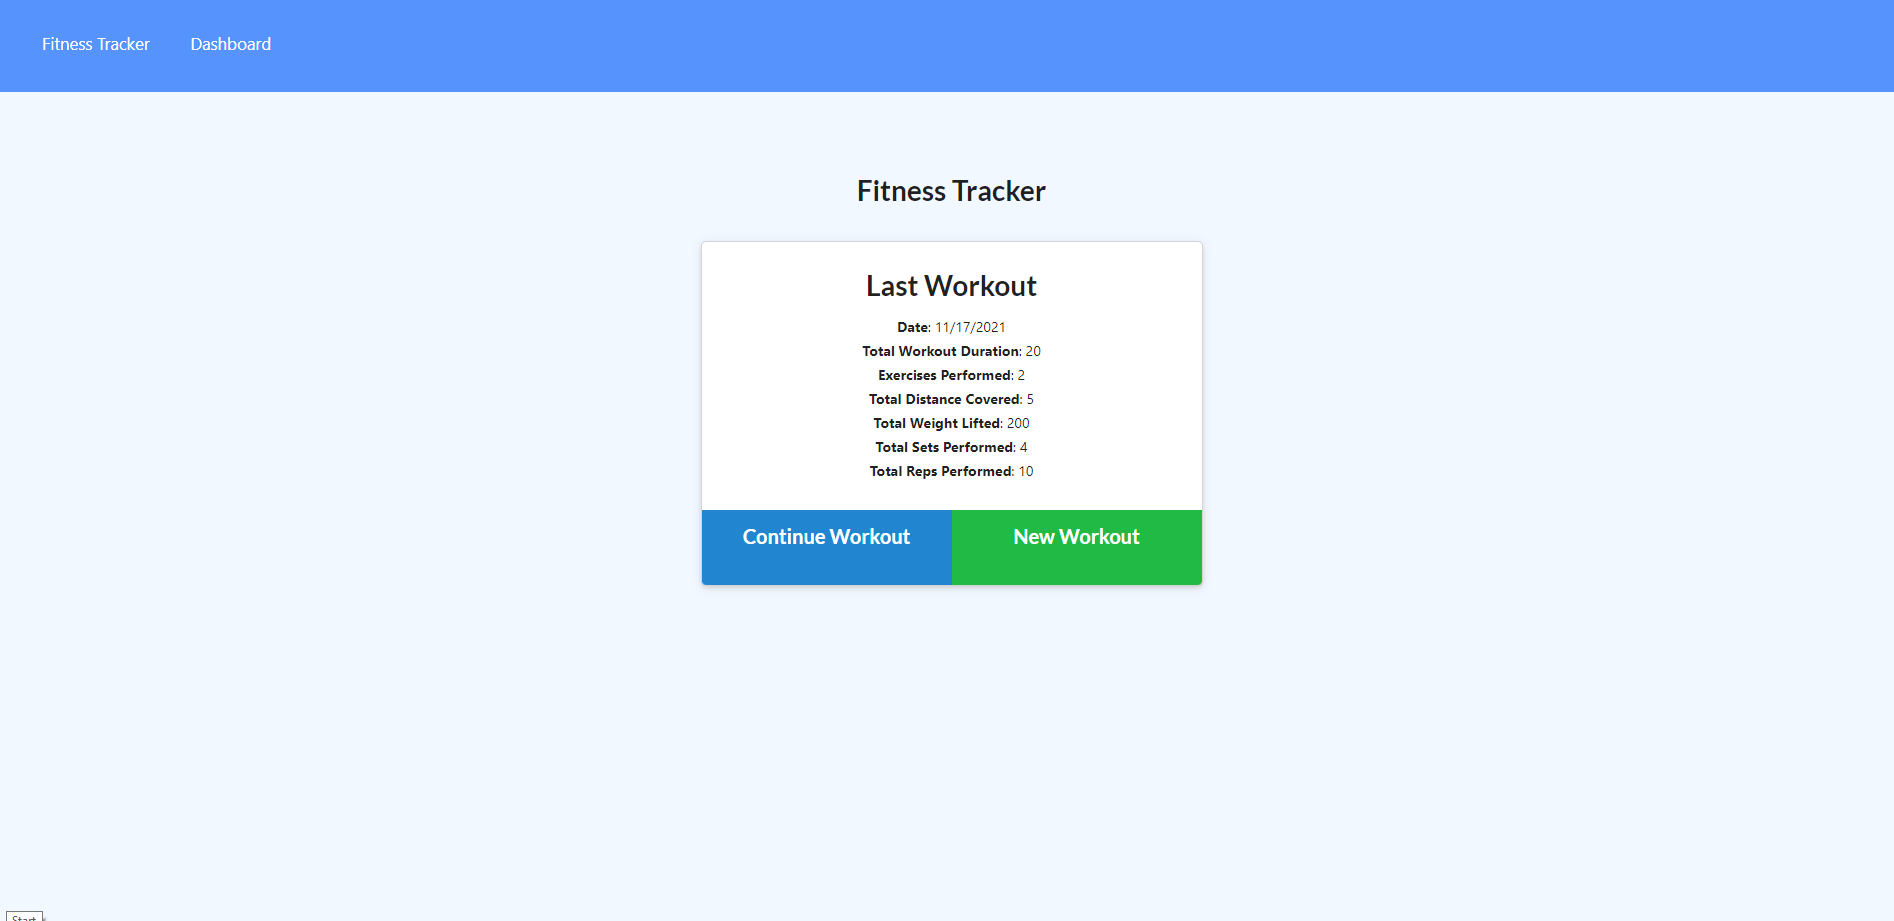 Fitness Tracker Dashboard
Fitness Tracker
Last Workout
Date: 11/17/2021
Total Workout Duration: 20
Exercises Performed: 2
Total Distance Covered: 5
Total Weight Lifted: 200
Total Sets Performed: 4
Total Reps Performed: 10
Continue Workout New Workout
Start